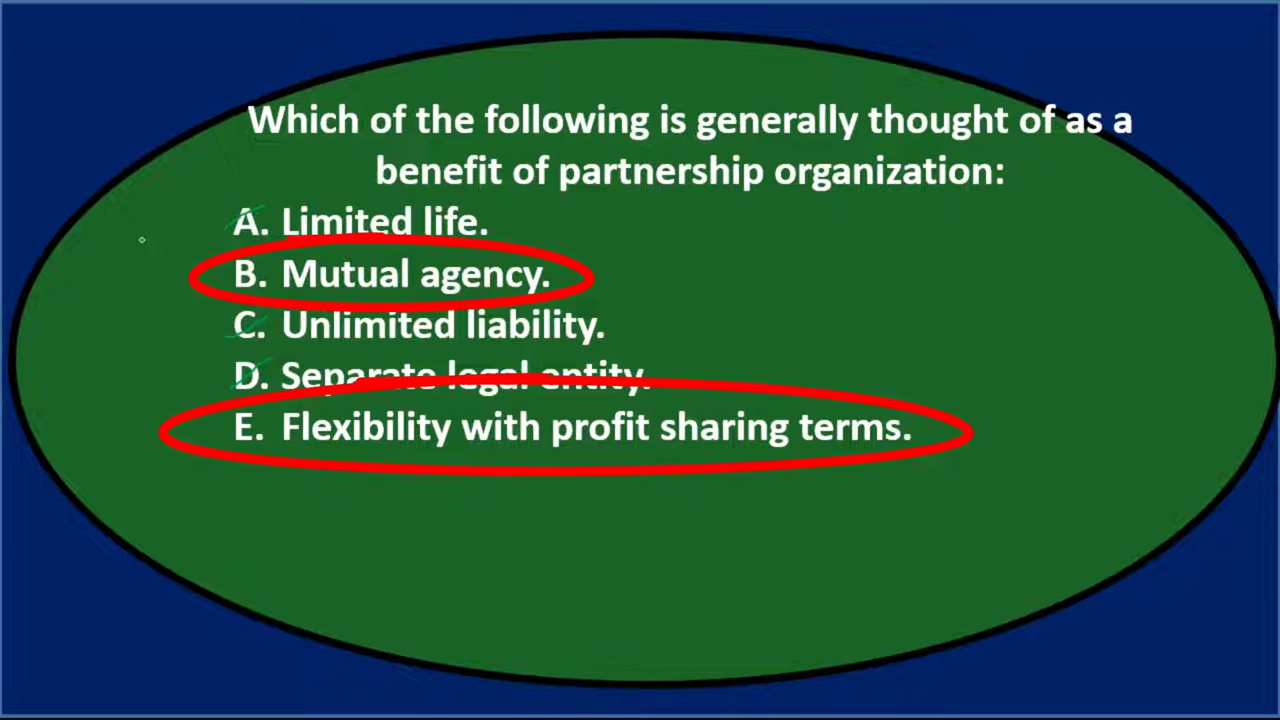 Which of the following is generally thought of as a
benefit of partnership organization:
A. Limited life.
B. Mutual agency.
C. Unlimited liability.
D. Separate legal entity.
E. Flexibility with profit sharing terms.